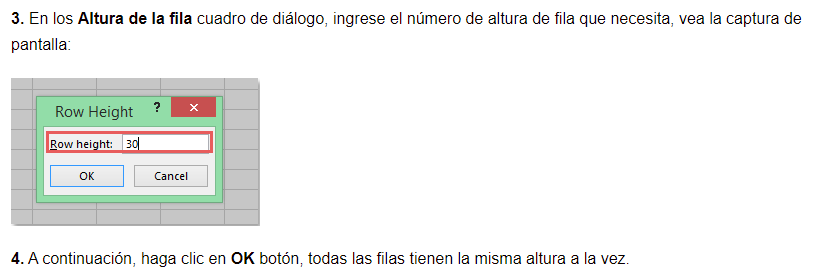 3. En los Altura de la fila cuadro de diálogo, ingrese el número de altura de fila que necesita, vea la captura de
pantalla:
Row Height ? ×
Row height: 30
OK Cancel
4. A continuación, haga clic en OK botón, todas las filas tienen la misma altura a la vez.